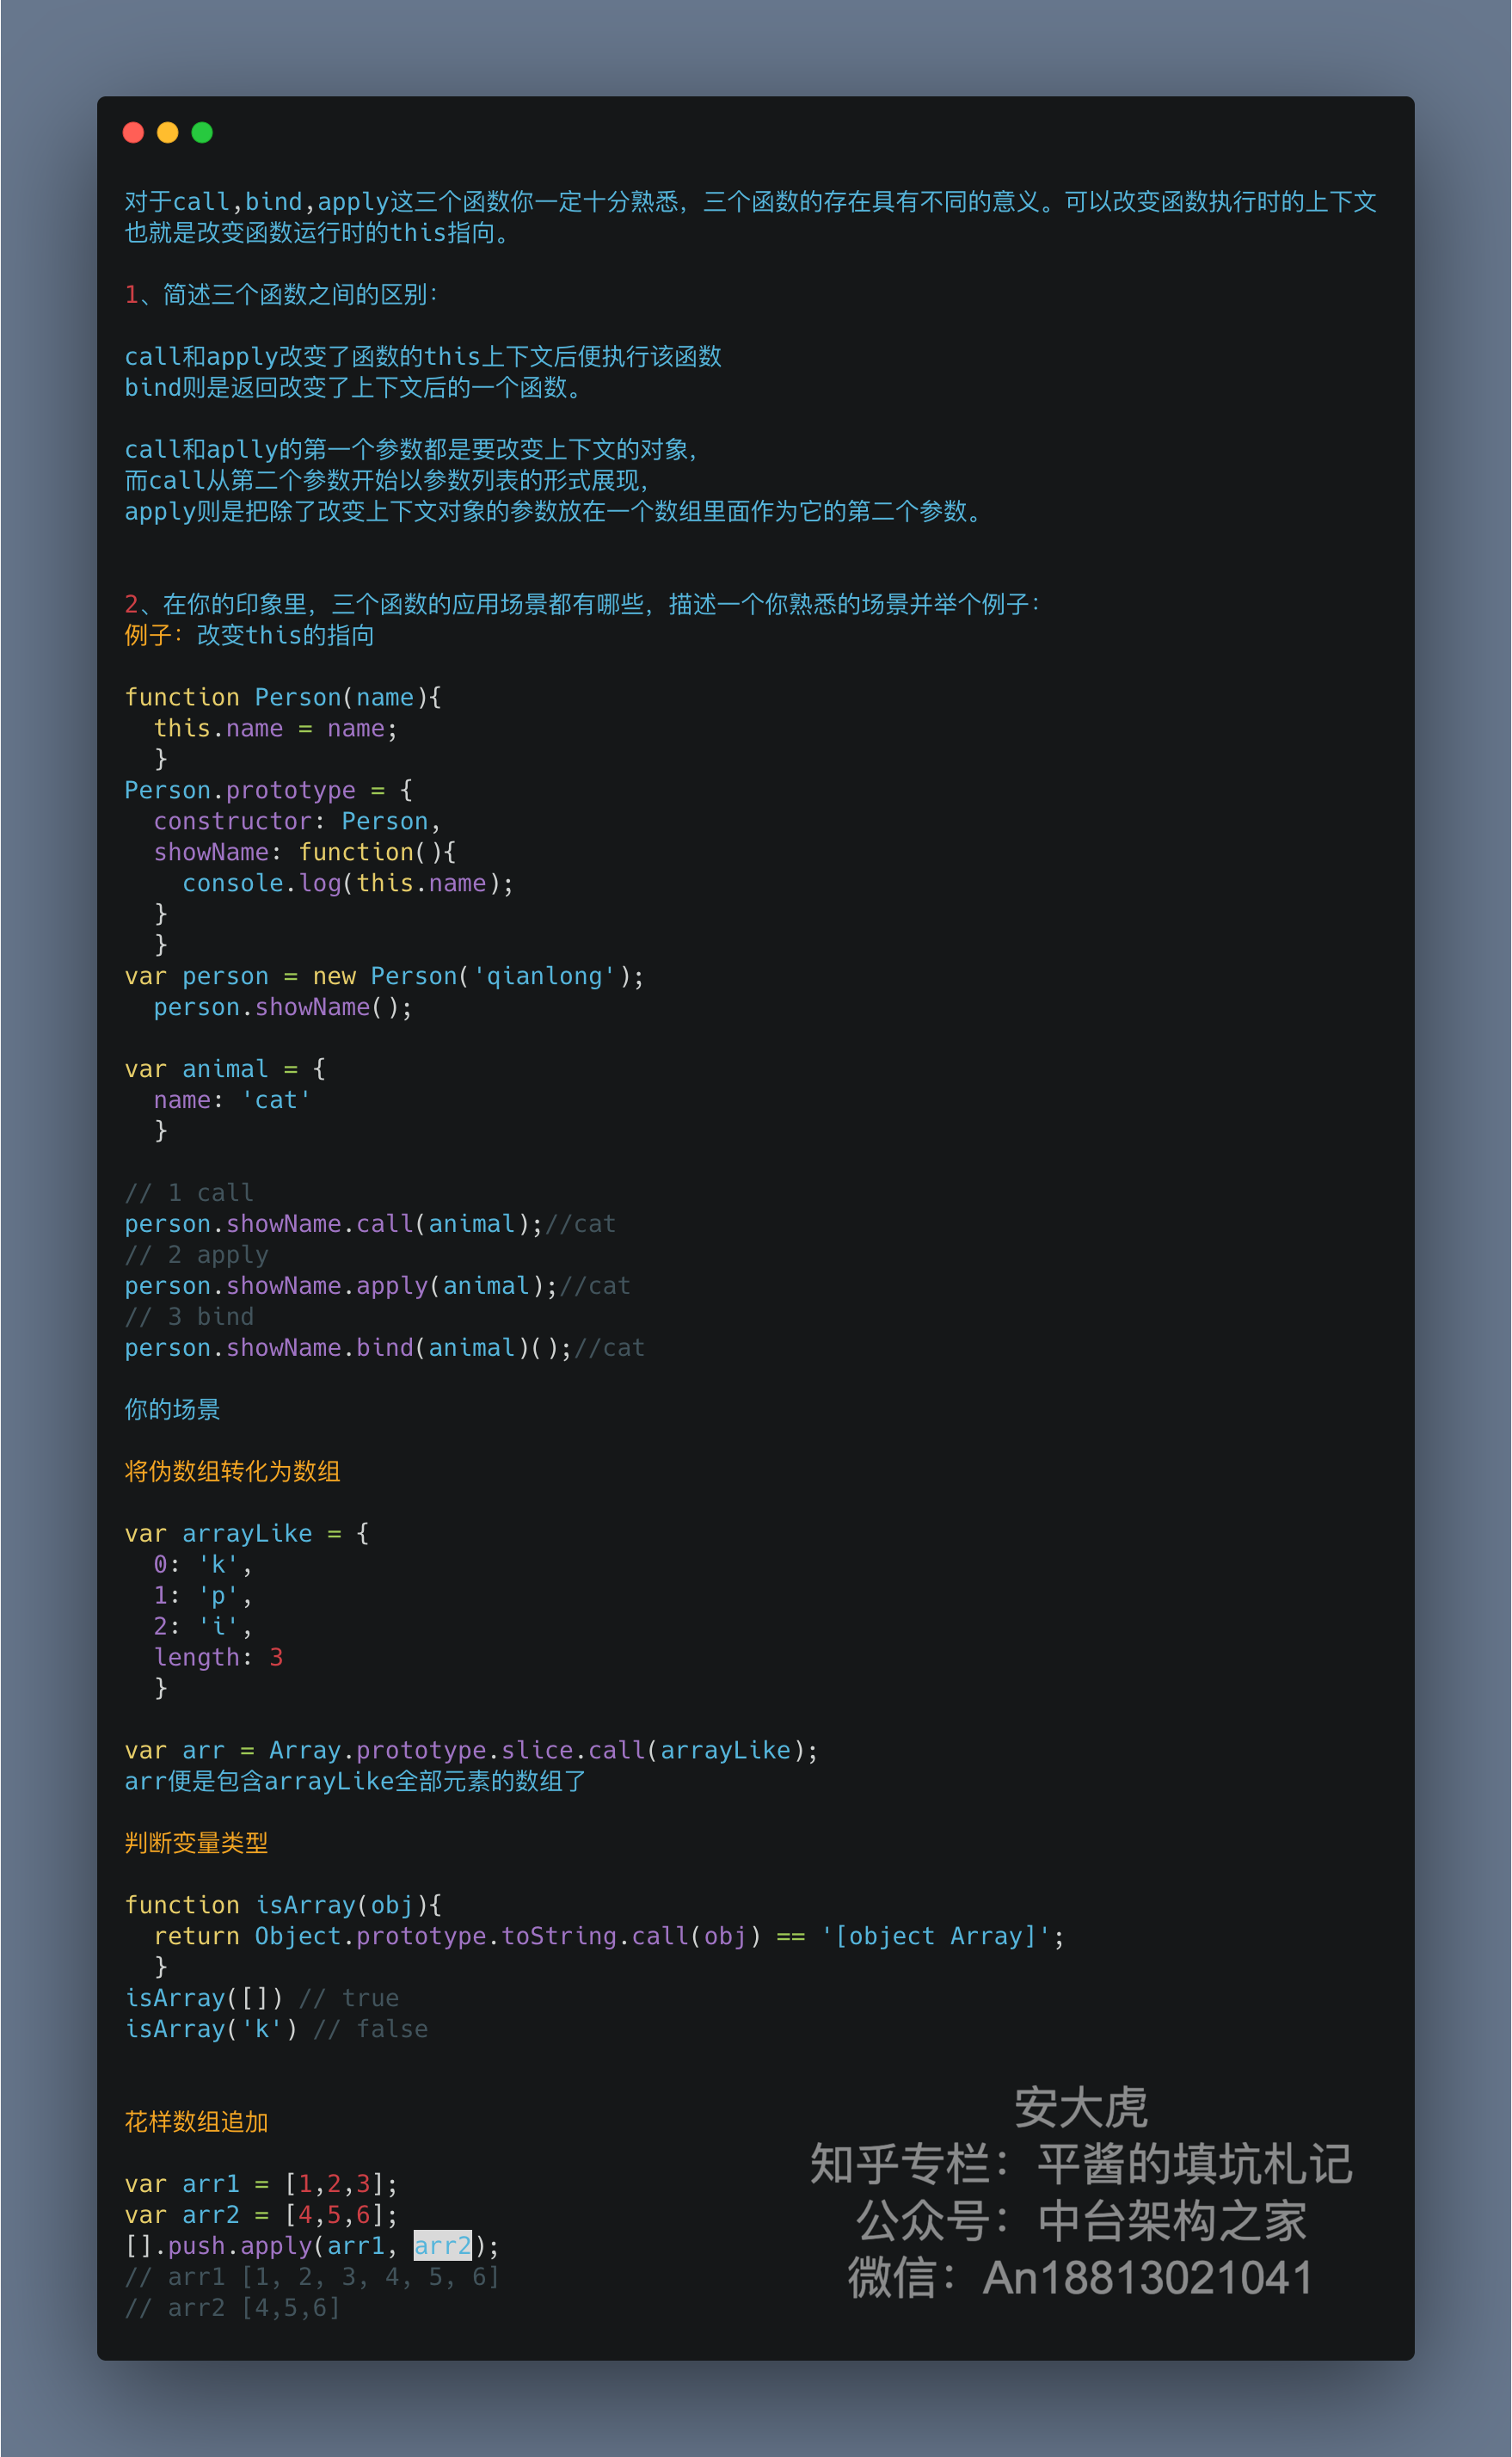 对于call,bind,apply这三个函数你一定十分熟悉，三个函数的存在具有不同的意义。可以改变函数执行时的上下文
也就是改变函数运行时的this指向。
1、简述三个函数之间的区别：
call和apply改变了函数的this上下文后便执行该函数
bind则是返回改变了上下文后的一个函数。
call和aplly的第一个参数都是要改变上下文的对象，
而call从第二个参数开始以参数列表的形式展现，
apply则是把除了改变上下文对象的参数放在一个数组里面作为它的第二个参数。
2、在你的印象里，三个函数的应用场景都有哪些，描述一个你熟悉的场景并举个例子：
例子：改变this的指向
function Person(name){
  this.name = name;
  }
Person.prototype = {
  constructor: Person,
  showName: function(){
    console.log(this.name);
  }
  }
var person = new Person('qianlong');
  person.showName();
var animal = {
  name: 'cat'
  }
// 1 call
person.showName.call(animal);//cat
// 2 apply
person.showName.apply(animal);//cat
// 3 bind
person.showName.bind(animal)();//cat
你的场景
将伪数组转化为数组
var arrayLike = {
  0: 'k',
  1: 'p',
  2: 'i',
  length: 3
  }
var arr = Array.prototype.slice.call(arrayLike);
arr便是包含arrayLike全部元素的数组了
判断变量类型
function isArray(obj){
  return Object.prototype.toString.call(obj) == '[object Array]';
  }
isArray([]) // true
isArray('k') // false
花样数组追加
var arr1 = [1,2,3];
var arr2 = [4,5,6];
[].push.apply(arr1, arr2);
// arr1 [1, 2, 3, 4, 5, 6]
// arr2 [4,5,6]
安大虎
知乎专栏：平酱的填坑札记
公众号：中台架构之家
微信：An18813021041